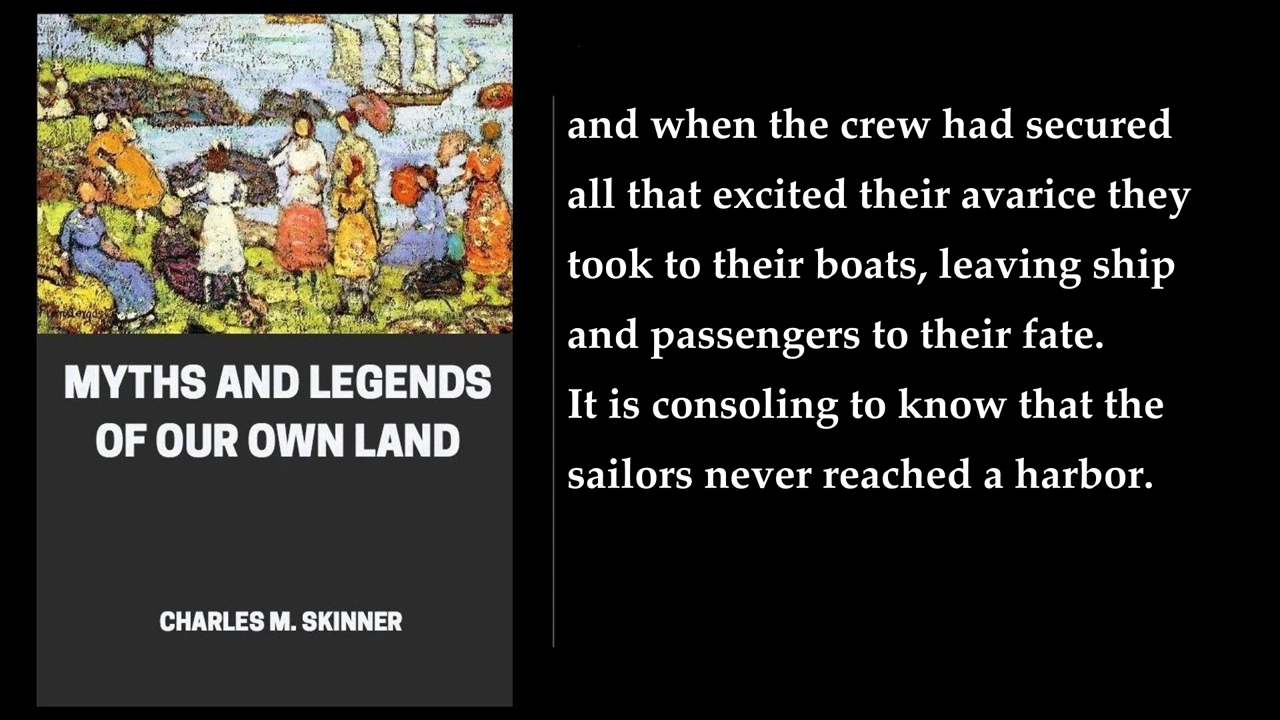 MYTHS AND LEGENDS
OF OUR OWN LAND
CHARLES M. SKINNER
and when the crew had secured
all that excited their avarice they
took to their boats, leaving ship
and passengers to their fate.
It is consoling to know that the
sailors never reached a harbor.